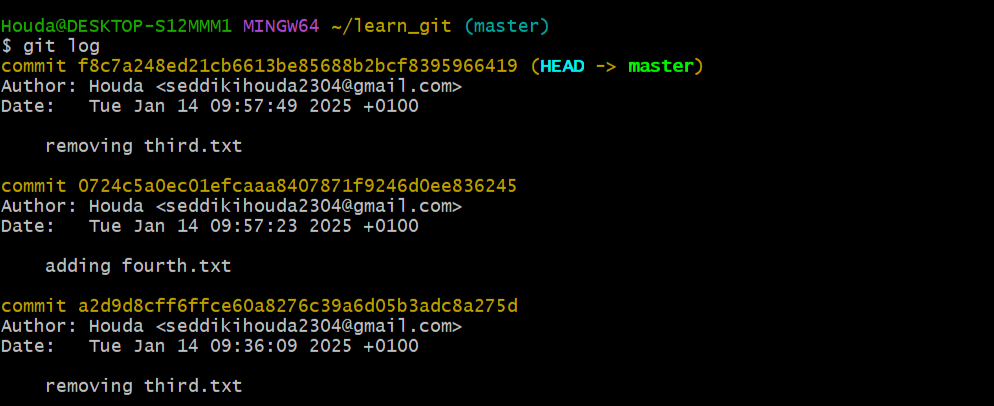 Houda@DESKTOP-S12MMM1 MINGW64 ~/learn_git (master)
$ git log
commit f8c7a248ed21cb6613be85688b2bcf8395966419 (HEAD -> master)
Author: Houda <seddikihouda2304@gmail.com>
Date:   Tue Jan 14 09:57:49 2025 +0100
removing third.txt
commit 0724c5a0ec01efcaaa8407871f9246d0ee836245
Author: Houda <seddikihouda2304@gmail.com>
Date:   Tue Jan 14 09:57:23 2025 +0100
adding fourth.txt
commit a2d9d8cff6ffce60a8276c39a6d05b3adc8a275d
Author: Houda <seddikihouda2304@gmail.com>
Date:   Tue Jan 14 09:36:09 2025 +0100
removing third.txt